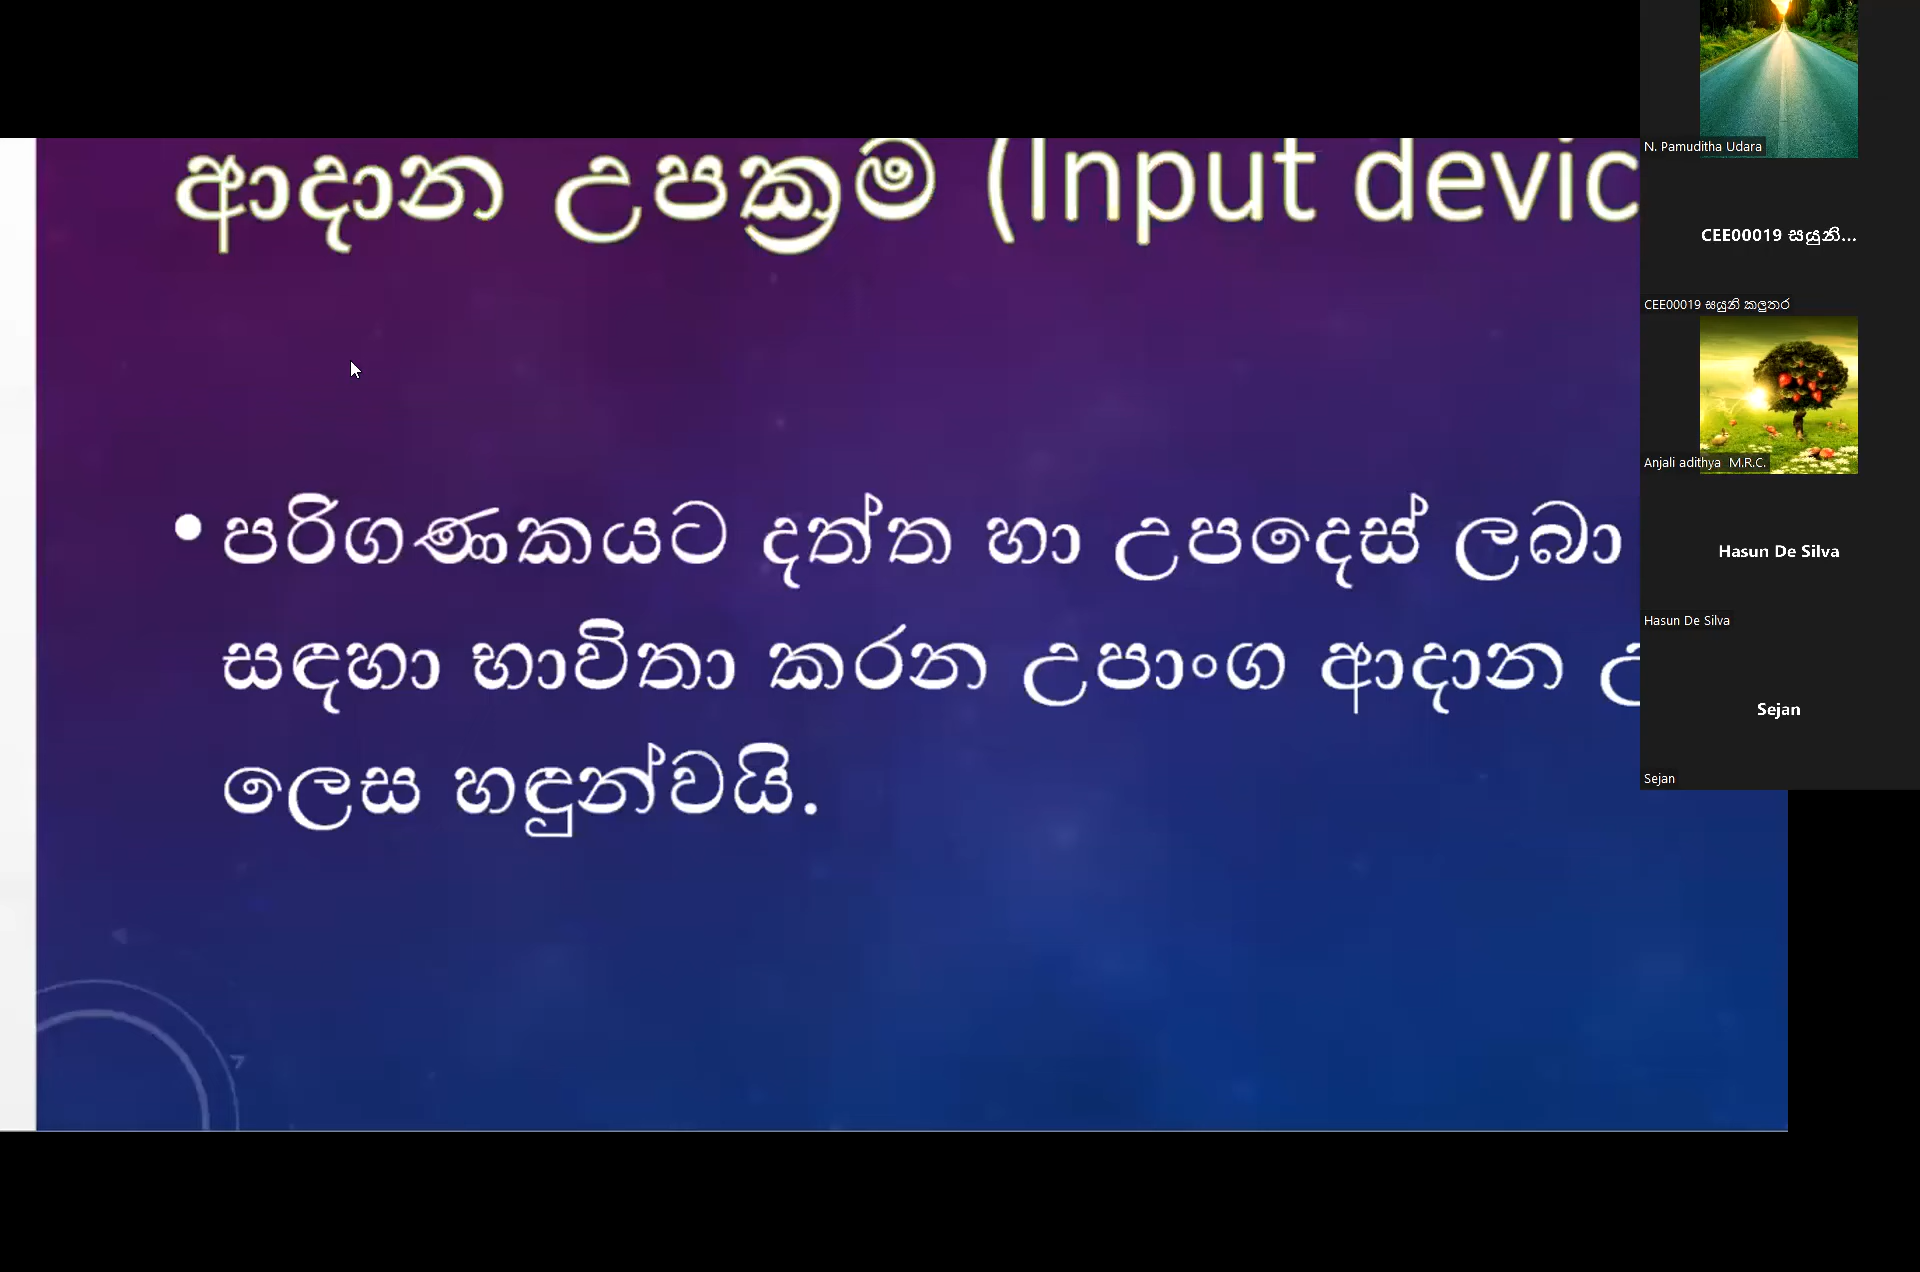 ආදාන උපක්‍රම (Input devic
• පරිගණකයට දත්ත හා උපදෙස් ලබා
සඳහා භාවිතා කරන උපාංග ආදාන උ
ලෙස හඳුන්වයි.
N. Pamuditha Udara
CEE00019 සයුනි...
CEE00019 සයුනි කලුතර
Anjali adithya M.R.C.
Hasun De Silva
Hasun De Silva
Sejan
Sejan